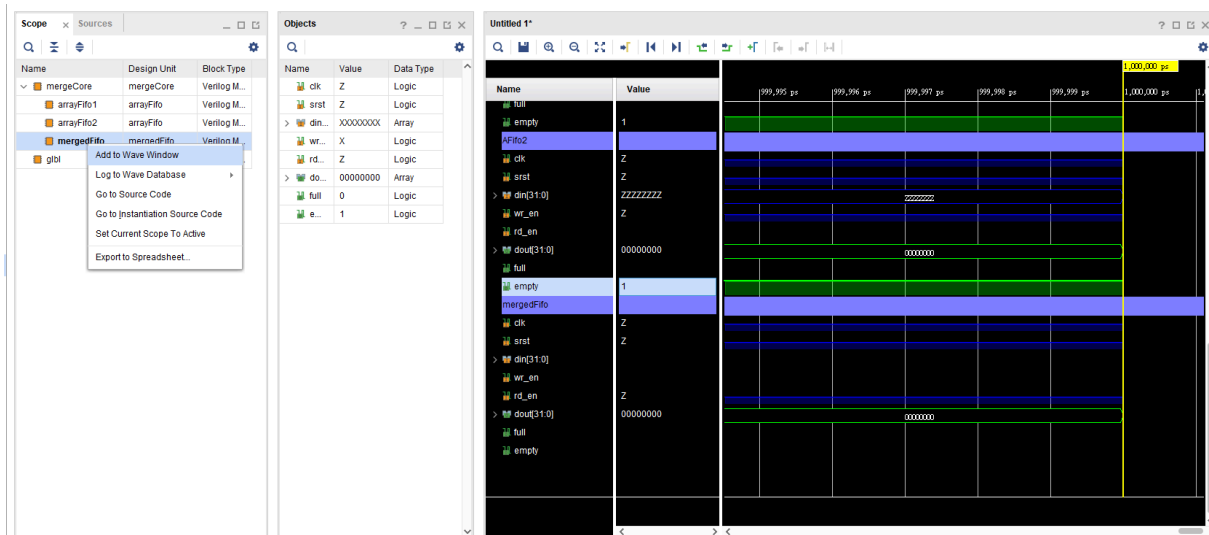 Scope × Sources
Name Design Unit Block Type
mergeCore mergeCore Verilog M...
arrayFifo1 arrayFifo Verilog M...
arrayFifo2 arrayFifo Verilog M...
mergedFifo mergedFifo Verilog M...
glbl
Add to Wave Window
Log to Wave Database
Go to Source Code
Go to Instantiation Source Code
Set Current Scope To Active
Export to Spreadsheet...
Objects
Name Value Data Type
clk Z Logic
srst Z Logic
din... XXXXXXXX Array
wr... X Logic
rd... Z Logic
do... 00000000 Array
full 0 Logic
e... 1 Logic
Untitled 1*
1,000,000 ps
Name Value
999,995 ps 999,996 ps 999,997 ps 999,998 ps 999,999 ps 1,000,000 ps
full
empty 1
AFifo2
clk Z
srst Z
din[31:0] ZZZZZZZZ ZZZZZZZZ
wr_en Z
rd_en
dout[31:0] 00000000 00000000
full
empty 1
mergedFifo
clk Z
srst Z
din[31:0]
wr_en
rd_en Z
dout[31:0] 00000000 00000000
full
empty